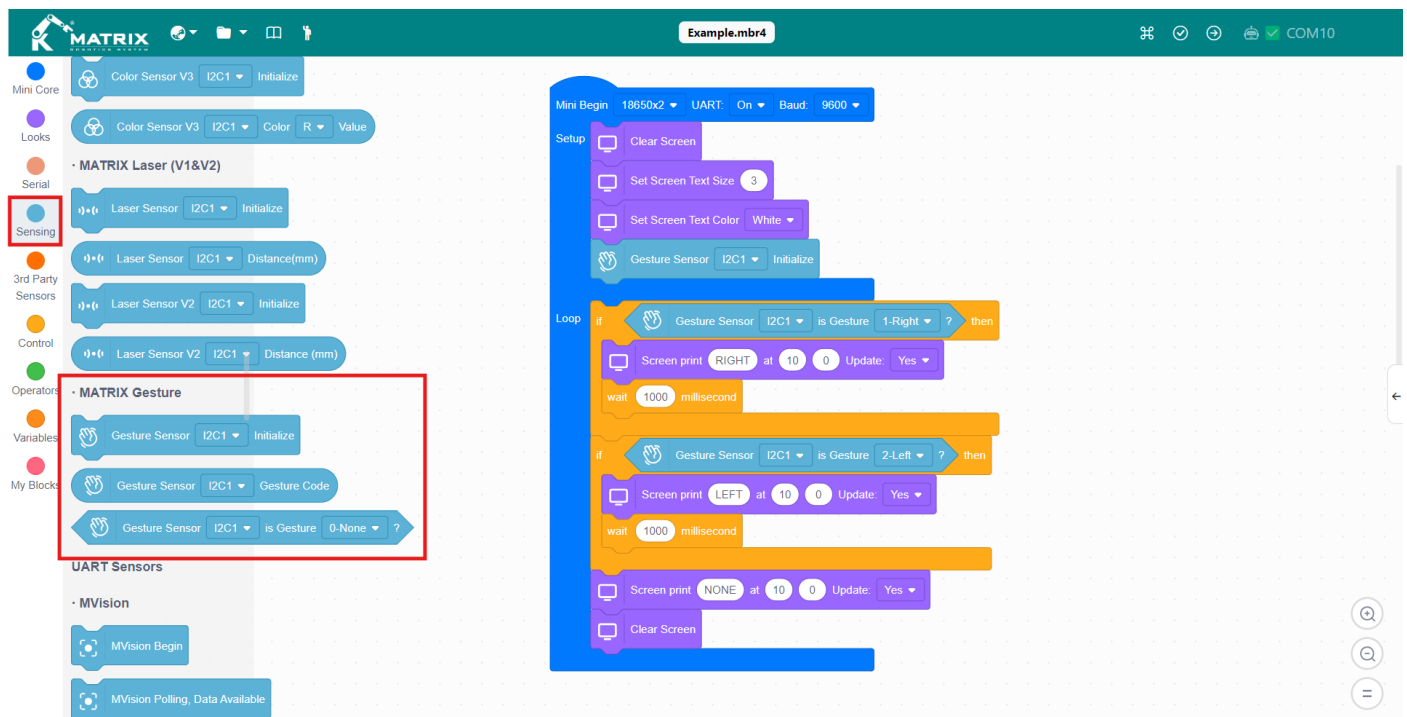 MATRIX
ROBOTICS SYSTEM
Example.mbr4
COM10
Mini Core
Looks
Serial
Sensing
3rd Party
Sensors
Control
Operators
Variables
My Blocks
Color Sensor V3 I2C1 Initialize
Color Sensor V3 I2C1 Color R Value
· MATRIX Laser (V1&V2)
Laser Sensor I2C1 Initialize
Laser Sensor I2C1 Distance(mm)
Laser Sensor V2 I2C1 Initialize
Laser Sensor V2 I2C1 Distance (mm)
· MATRIX Gesture
Gesture Sensor I2C1 Initialize
Gesture Sensor I2C1 Gesture Code
Gesture Sensor I2C1 is Gesture 0-None ?
UART Sensors
· MVision
MVision Begin
MVision Polling, Data Available
Mini Begin 18650x2 UART: On Baud: 9600
Setup
Clear Screen
Set Screen Text Size 3
Set Screen Text Color White
Gesture Sensor I2C1 Initialize
Loop
if Gesture Sensor I2C1 is Gesture 1-Right ? then
Screen print RIGHT at 10 0 Update: Yes
wait 1000 millisecond
if Gesture Sensor I2C1 is Gesture 2-Left ? then
Screen print LEFT at 10 0 Update: Yes
wait 1000 millisecond
Screen print NONE at 10 0 Update: Yes
Clear Screen